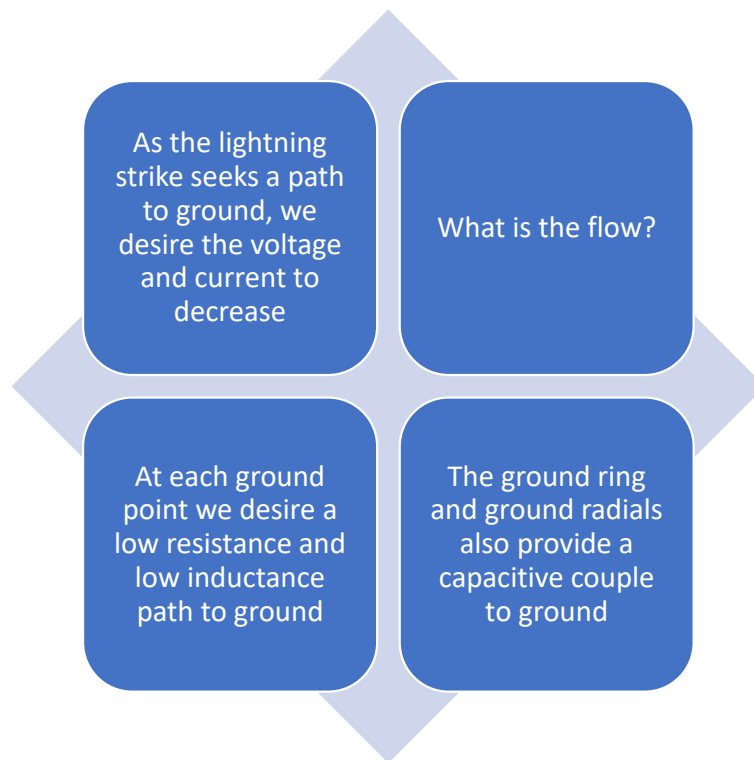 As the lightning
strike seeks a path
to ground, we
desire the voltage
and current to
decrease
What is the flow?
At each ground
point we desire a
low resistance and
low inductance
path to ground
The ground ring
and ground radials
also provide a
capacitive couple
to ground